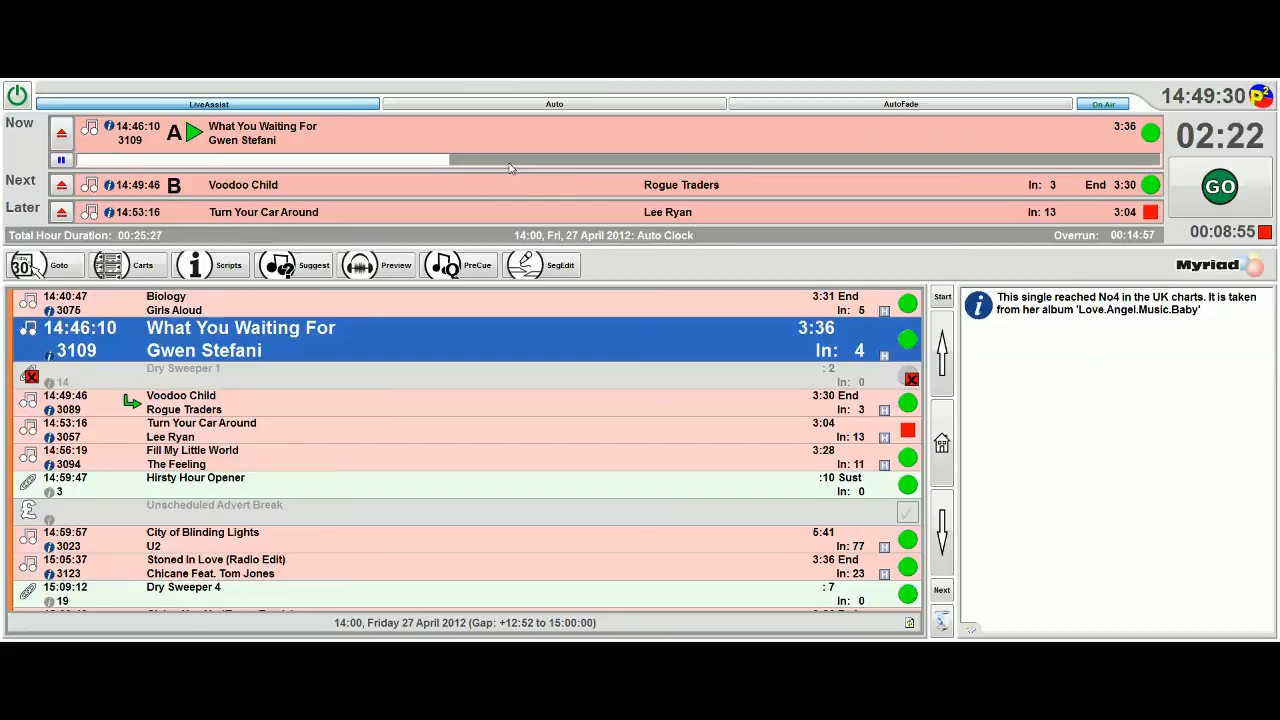 LiveAssist Auto AutoFade On Air 14:49:30 P2
Now 14:46:10 A What You Waiting For 3:36 02:22
3109 Gwen Stefani
Next 14:49:46 B Voodoo Child Rogue Traders In: 3 End 3:30 GO
Later 14:53:16 Turn Your Car Around Lee Ryan In: 13 3:04
Total Hour Duration: 00:25:27 14:00, Fri, 27 April 2012: Auto Clock Overrun: 00:14:57 00:08:55
Friday 30 Goto Carts Scripts Suggest Preview PreCue SegEdit Myriad
14:40:47 Biology 3:31 End
3075 Girls Aloud In: 5 H
14:46:10 What You Waiting For 3:36
3109 Gwen Stefani In: 4 H
Dry Sweeper 1 : 2
14 In: 0
14:49:46 Voodoo Child 3:30 End
3089 Rogue Traders In: 3 H
14:53:16 Turn Your Car Around 3:04
3057 Lee Ryan In: 13 H
14:56:19 Fill My Little World 3:28
3094 The Feeling In: 11 H
14:59:47 Hirsty Hour Opener :10 Sust
3 In: 0
£ Unscheduled Advert Break
14:59:57 City of Blinding Lights 5:41
3023 U2 In: 77 H
15:05:37 Stoned In Love (Radio Edit) 3:36 End
3123 Chicane Feat. Tom Jones In: 23 H
15:09:12 Dry Sweeper 4 : 7
19 In: 0
14:00, Friday 27 April 2012 (Gap: +12:52 to 15:00:00)
Start
Next
This single reached No4 in the UK charts. It is taken
from her album 'Love.Angel.Music.Baby'